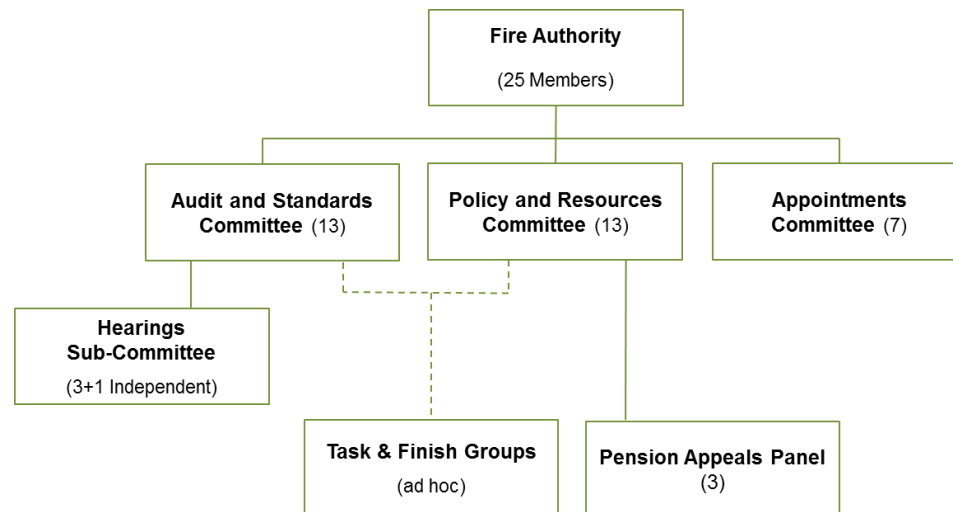 Fire Authority
(25 Members)
Audit and Standards
Committee (13)
Policy and Resources
Committee (13)
Appointments
Committee (7)
Hearings
Sub-Committee
(3+1 Independent)
Task & Finish Groups
(ad hoc)
Pension Appeals Panel
(3)